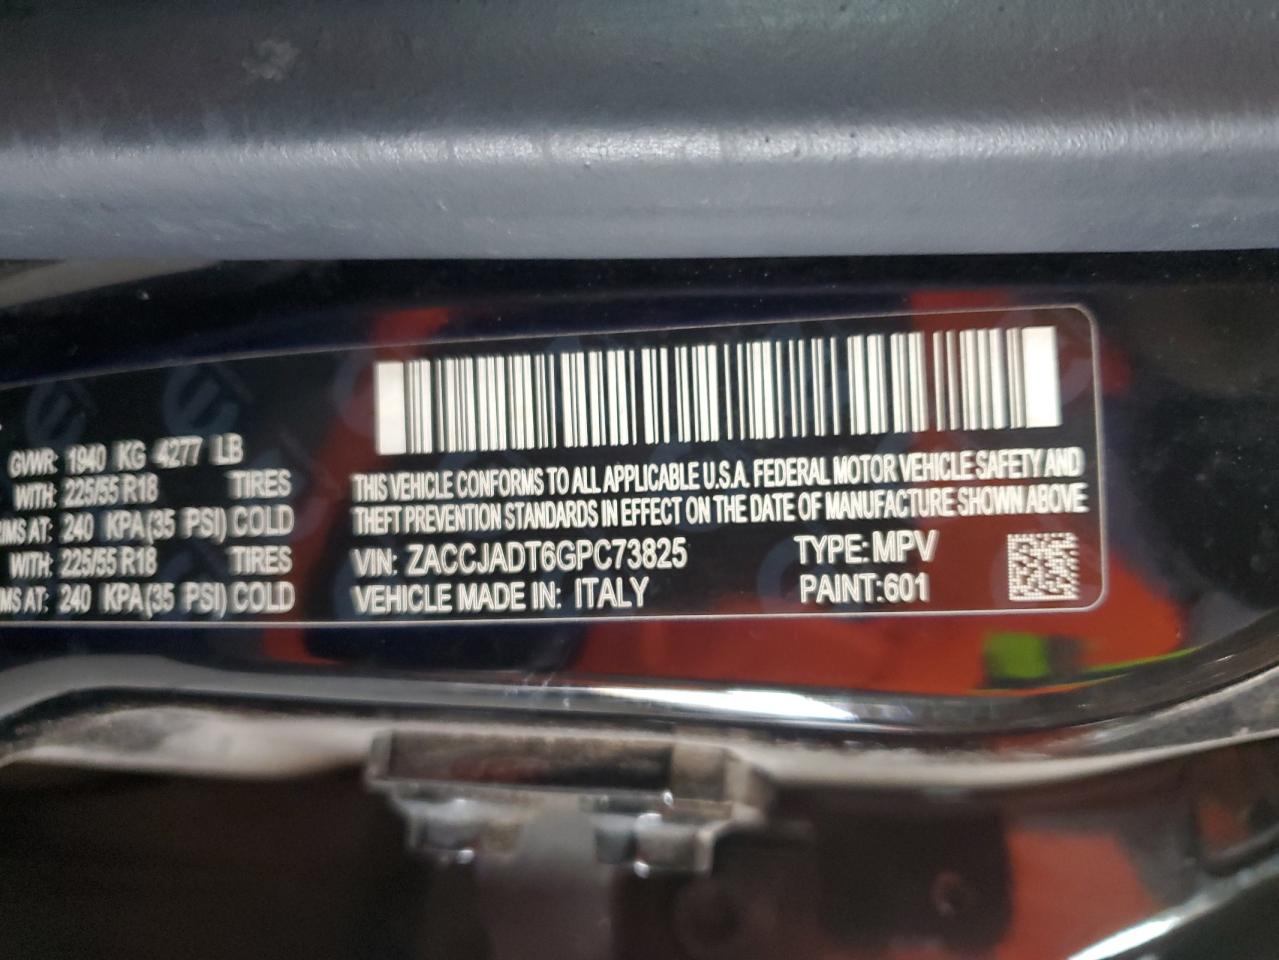 GVWR: 1940 KG 4277 LB
WITH: 225/55 R18 TIRES
IMS AT: 240 KPA(35 PSI) COLD
WITH: 225/55 R18 TIRES
MS AT: 240 KPA(35 PSI) COLD
THIS VEHICLE CONFORMS TO ALL APPLICABLE U.S.A. FEDERAL MOTOR VEHICLE SAFETY AND
THEFT PREVENTION STANDARDS IN EFFECT ON THE DATE OF MANUFACTURE SHOWN ABOVE
VIN: ZACCJADT6GPC73825 TYPE: MPV
VEHICLE MADE IN: ITALY PAINT:601